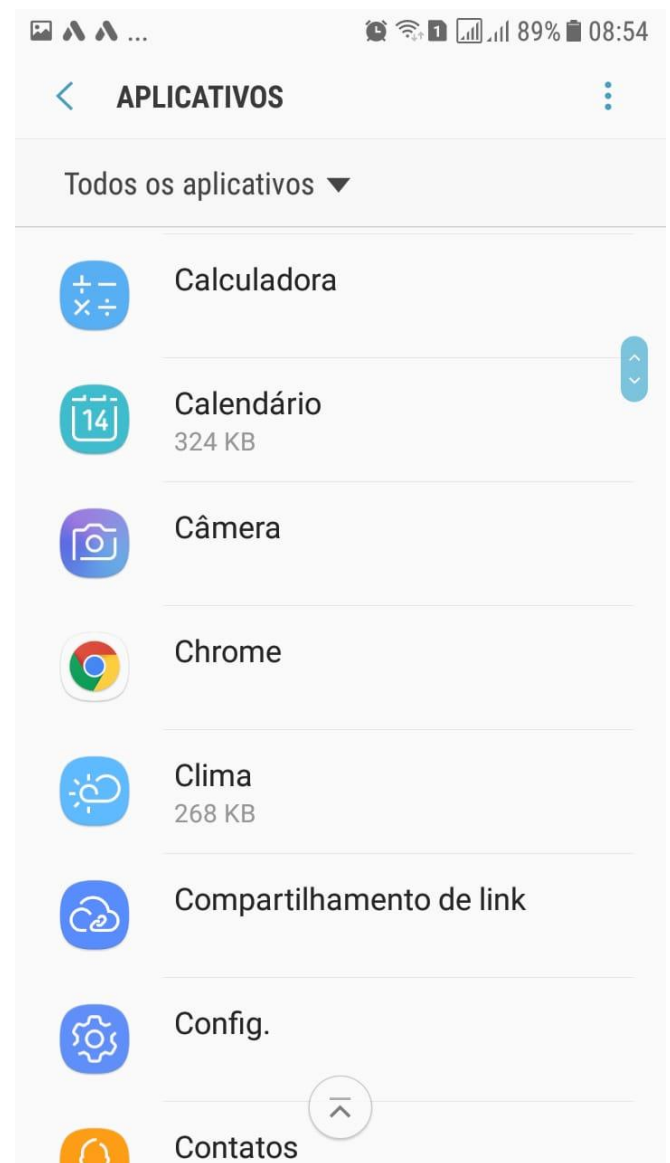 ... 1 89% 08:54
APLICATIVOS
Todos os aplicativos
Calculadora
14
Calendário
324 KB
Câmera
Chrome
Clima
268 KB
Compartilhamento de link
Config.
Contatos